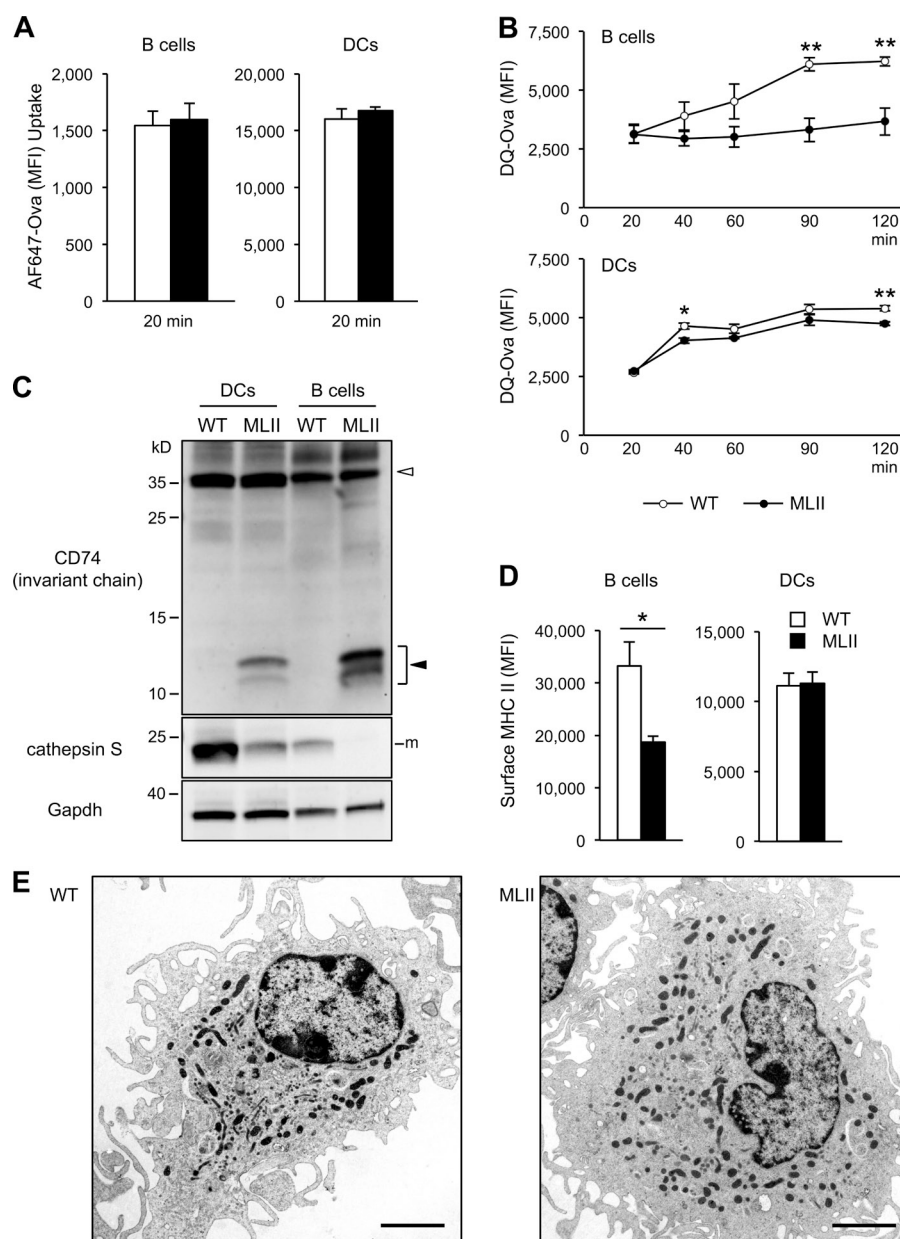 A
B cells
DCs
AF647-Ova (MFI) Uptake
2,000
1,500
1,000
500
0
20 min
20,000
15,000
10,000
5,000
0
20 min
B
B cells
DQ-Ova (MFI)
7,500
5,000
2,500
0
** **
0 20 40 60 90 120
min
DCs
DQ-Ova (MFI)
7,500
5,000
2,500
0
* **
0 20 40 60 90 120
min
WT MLII
C
DCs B cells
WT MLII WT MLII
kD
35
25
15
10
CD74
(invariant chain)
25
cathepsin S
m
40
Gapdh
D
B cells
DCs
WT
MLII
Surface MHC II (MFI)
40,000
30,000
20,000
10,000
0
*
15,000
10,000
5,000
0
E
WT
MLII